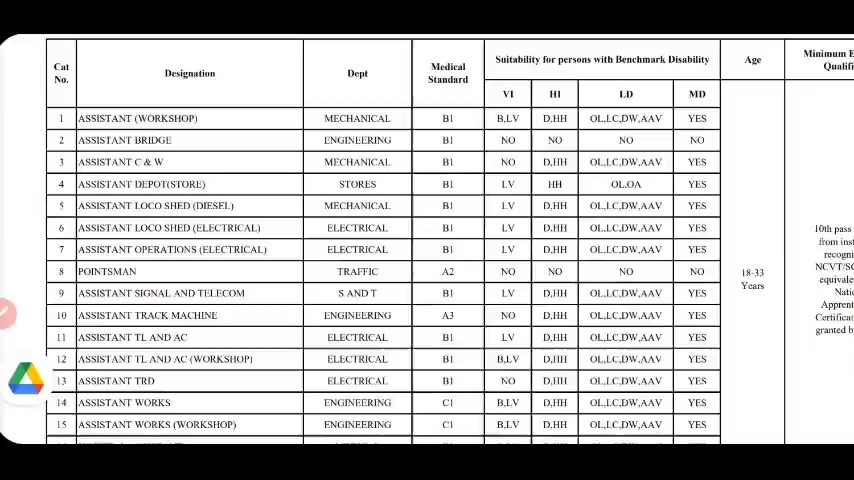 Cat No. Designation Dept Medical Standard Suitability for persons with Benchmark Disability Age Minimum E
Qualifi
VI HI LD MD
1 ASSISTANT (WORKSHOP) MECHANICAL B1 B,LV D,HH OL,LC,DW,AAV YES
2 ASSISTANT BRIDGE ENGINEERING B1 NO NO NO NO
3 ASSISTANT C & W MECHANICAL B1 NO D,HH OL,LC,DW,AAV YES
4 ASSISTANT DEPOT(STORE) STORES B1 LV HH OL,OA YES
5 ASSISTANT LOCO SHED (DIESEL) MECHANICAL B1 LV D,HH OL,LC,DW,AAV YES
6 ASSISTANT LOCO SHED (ELECTRICAL) ELECTRICAL B1 LV D,HH OL,LC,DW,AAV YES
7 ASSISTANT OPERATIONS (ELECTRICAL) ELECTRICAL B1 LV D,HH OL,LC,DW,AAV YES
8 POINTSMAN TRAFFIC A2 NO NO NO NO
9 ASSISTANT SIGNAL AND TELECOM S AND T B1 LV D,HH OL,LC,DW,AAV YES
10 ASSISTANT TRACK MACHINE ENGINEERING A3 NO D,HH OL,LC,DW,AAV YES
11 ASSISTANT TL AND AC ELECTRICAL B1 LV D,HH OL,LC,DW,AAV YES
12 ASSISTANT TL AND AC (WORKSHOP) ELECTRICAL B1 B,LV D,HH OL,LC,DW,AAV YES
13 ASSISTANT TRD ELECTRICAL B1 NO D,HH OL,LC,DW,AAV YES
14 ASSISTANT WORKS ENGINEERING C1 B,LV D,HH OL,LC,DW,AAV YES
15 ASSISTANT WORKS (WORKSHOP) ENGINEERING C1 B,LV D,HH OL,LC,DW,AAV YES
18-33
Years
10th pass
from inst
recogni
NCVT/SC
equivale
Natio
Apprent
Certifica
granted b